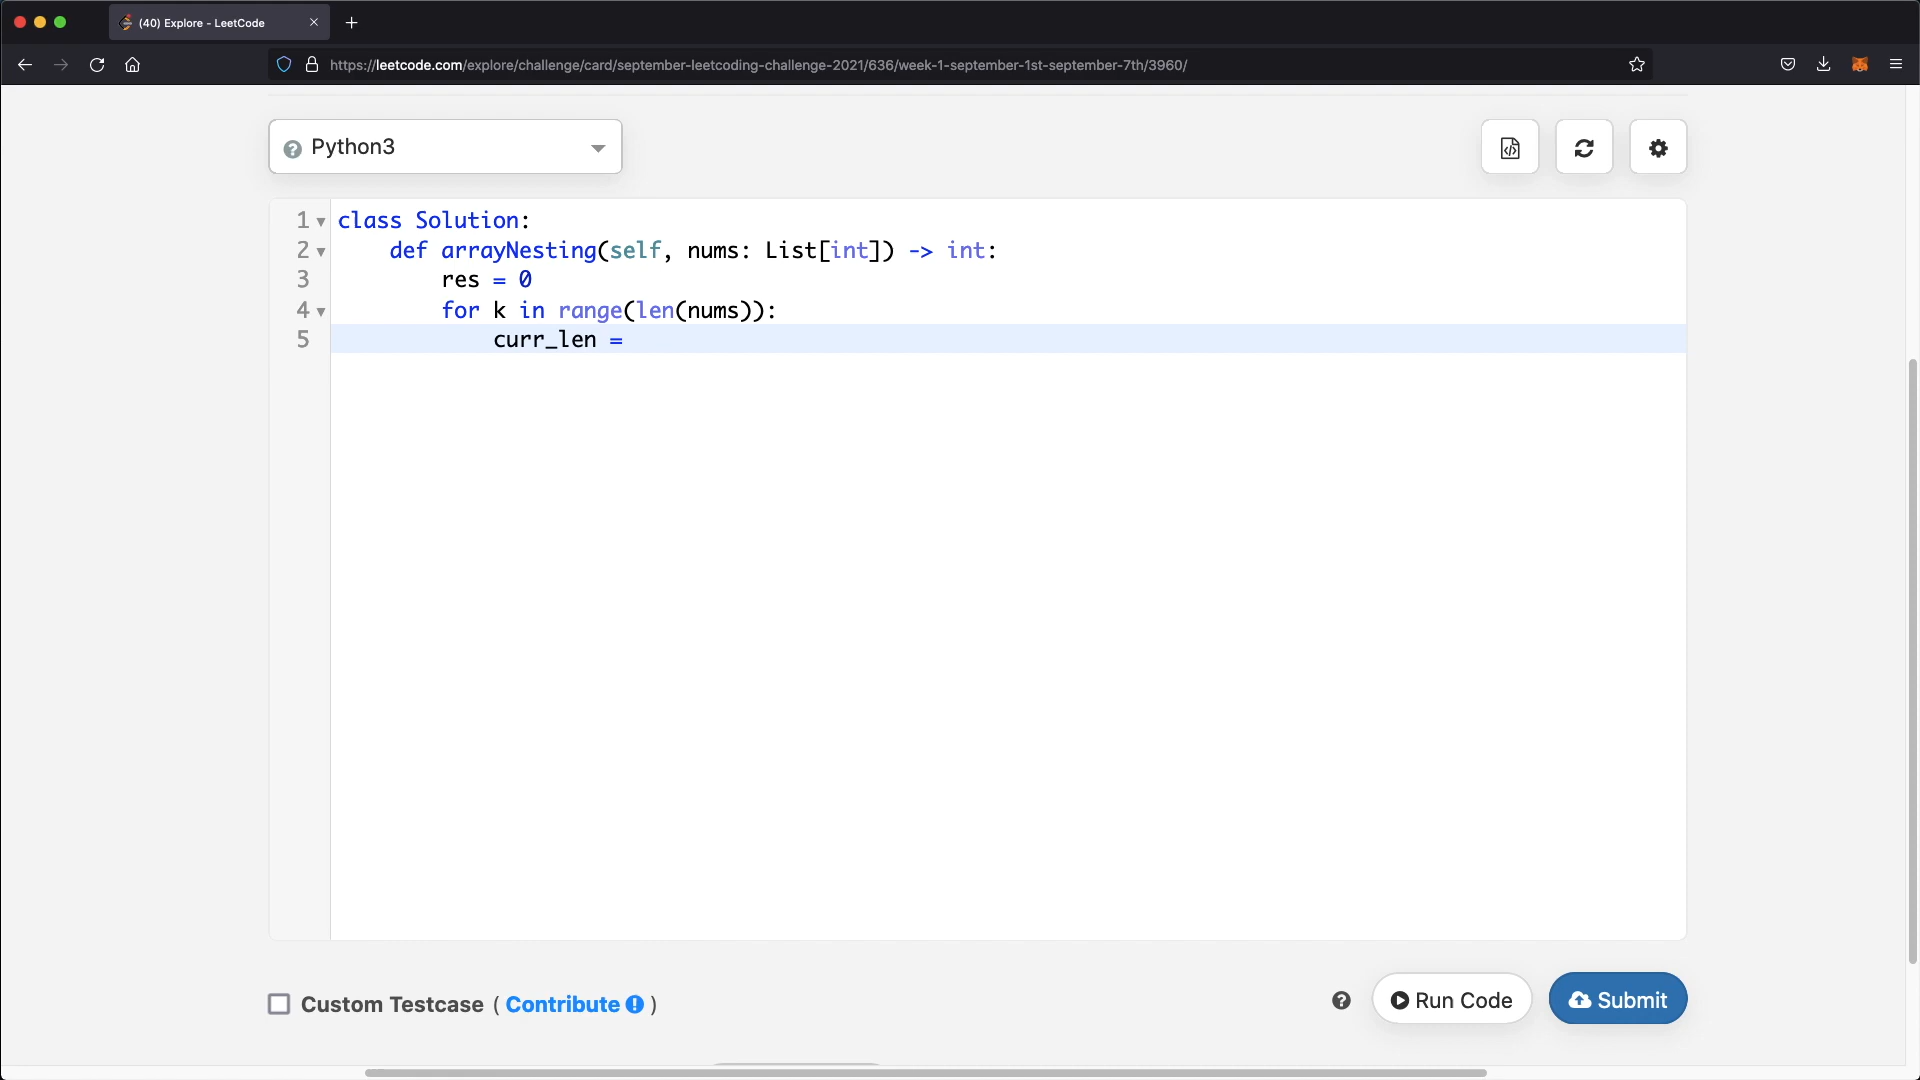 (40) Explore - LeetCode
https://leetcode.com/explore/challenge/card/september-leetcoding-challenge-2021/636/week-1-september-1st-september-7th/3960/
Python3
1 class Solution:
2 def arrayNesting(self, nums: List[int]) -> int:
3 res = 0
4 for k in range(len(nums)):
5 curr_len =
Custom Testcase ( Contribute )
Run Code
Submit